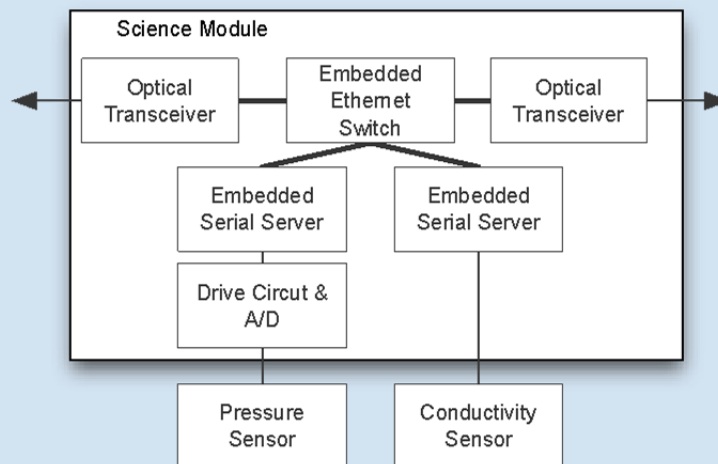 Science Module
Optical
Transceiver
Embedded
Ethernet
Switch
Optical
Transceiver
Embedded
Serial Server
Embedded
Serial Server
Drive Circut &
A/D
Pressure
Sensor
Conductivity
Sensor